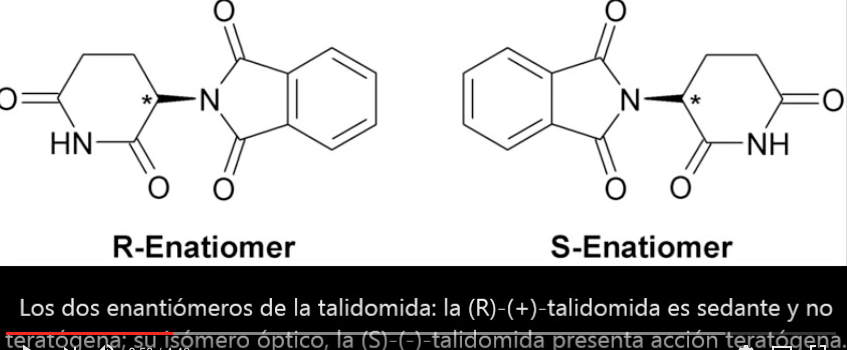 O O O O
O * N N * O
HN O O O O NH
R-Enatiomer S-Enatiomer
Los dos enantiómeros de la talidomida: la (R)-(+)-talidomida es sedante y no
teratógena; su isómero óptico, la (S)-(-)-talidomida presenta acción teratógena.